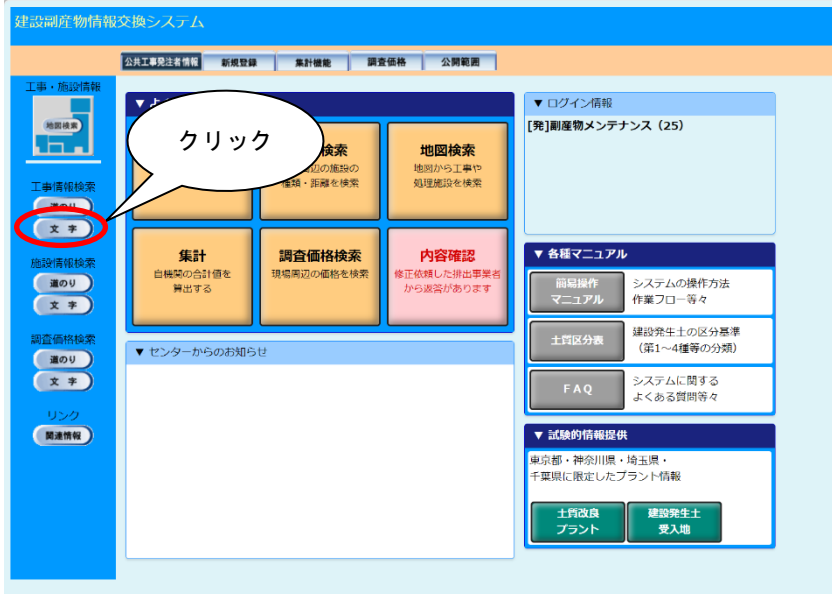 建設副産物情報交換システム
公共工事発注者情報
新規登録
集計機能
調査価格
公開範囲
工事・施設情報
地図検索
工事情報検索
道のり
文 字
施設情報検索
道のり
文 字
調査価格検索
道のり
文 字
リンク
関連情報
クリック
▼ よ
検索
周辺の施設の
種類・距離を検索
地図検索
地図から工事や
処理施設を検索
集計
自機関の合計値を
算出する
調査価格検索
現場周辺の価格を検索
内容確認
修正依頼した排出事業者
から返答があります
▼ センターからのお知らせ
▼ ログイン情報
[発]副産物メンテナンス（25）
▼ 各種マニュアル
簡易操作
マニュアル
システムの操作方法
作業フロー等々
土質区分表
建設発生土の区分基準
（第1～4種等の分類）
ＦＡＱ
システムに関する
よくある質問等々
▼ 試験的情報提供
東京都・神奈川県・埼玉県・
千葉県に限定したプラント情報
土質改良
プラント
建設発生土
受入地